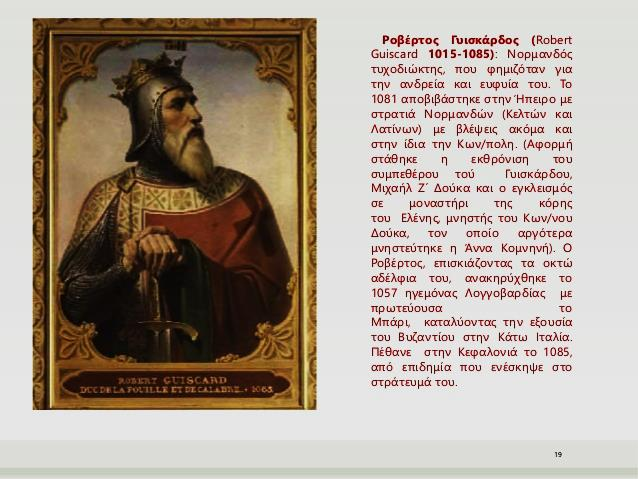 Ροβέρτος Γυισκάρδος (Robert
Guiscard 1015-1085): Νορμανδός
τυχοδιώκτης, που φημιζόταν για
την ανδρεία και ευφυία του. Το
1081 αποβιβάστηκε στην Ήπειρο με
στρατιά Νορμανδών (Κελτών και
Λατίνων) με βλέψεις ακόμα και
στην ίδια την Κων/πολη. (Αφορμή
στάθηκε η εκθρόνιση του
συμπεθέρου τού Γυισκάρδου,
Μιχαήλ Ζ΄ Δούκα και ο εγκλεισμός
σε μοναστήρι της κόρης
του Ελένης, μνηστής του Κων/νου
Δούκα, τον οποίο αργότερα
μνηστεύτηκε η Άννα Κομνηνή). Ο
Ροβέρτος, επισκιάζοντας τα οκτώ
αδέλφια του, ανακηρύχθηκε το
1057 ηγεμόνας Λογγοβαρδίας με
πρωτεύουσα το
Μπάρι, καταλύοντας την εξουσία
του Βυζαντίου στην Κάτω Ιταλία.
Πέθανε στην Κεφαλονιά το 1085,
από επιδημία που ενέσκηψε στο
στράτευμά του.
ROBERT GUISCARD
DUC DE LA POUILLE ET DE CALABRE.
19